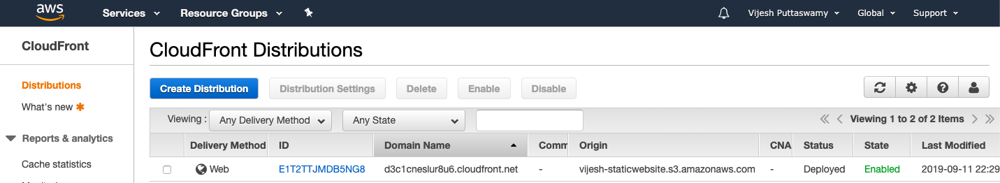 aws Services Resource Groups Vijesh Puttaswamy Global Support
CloudFront
CloudFront Distributions
Distributions
What's new
Reports & analytics
Cache statistics
Create Distribution Distribution Settings Delete Enable Disable
Viewing : Any Delivery Method Any State Viewing 1 to 2 of 2 Items
Delivery Method ID Domain Name Comm Origin CNA Status State Last Modified
Web E1T2TTJMDB5NG8 d3c1cneslur8u6.cloudfront.net - vijesh-staticwebsite.s3.amazonaws.com - Deployed Enabled 2019-09-11 22:29